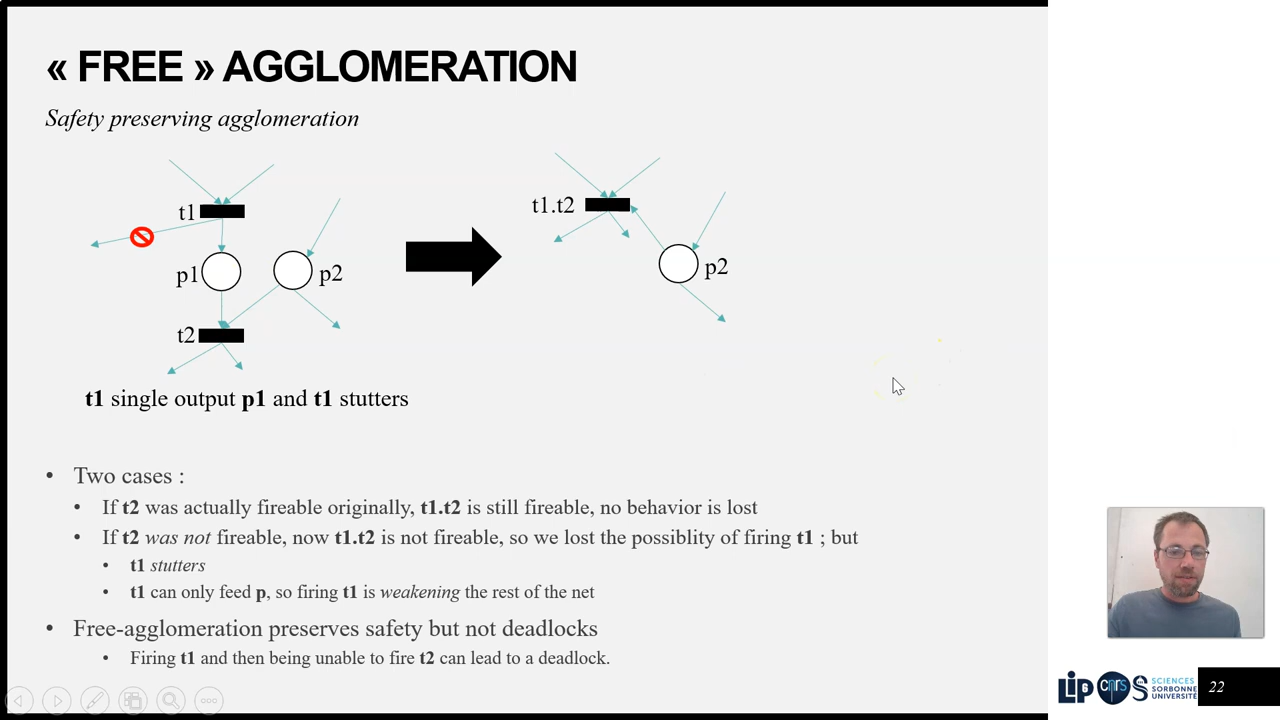 « FREE » AGGLOMERATION
Safety preserving agglomeration
t1
p1
p2
t2
t1.t2
p2
t1 single output p1 and t1 stutters
• Two cases :
• If t2 was actually fireable originally, t1.t2 is still fireable, no behavior is lost
• If t2 was not fireable, now t1.t2 is not fireable, so we lost the possiblity of firing t1 ; but
• t1 stutters
• t1 can only feed p, so firing t1 is weakening the rest of the net
• Free-agglomeration preserves safety but not deadlocks
• Firing t1 and then being unable to fire t2 can lead to a deadlock.
LIP6
cnrs
SCIENCES
SORBONNE
UNIVERSITÉ
22